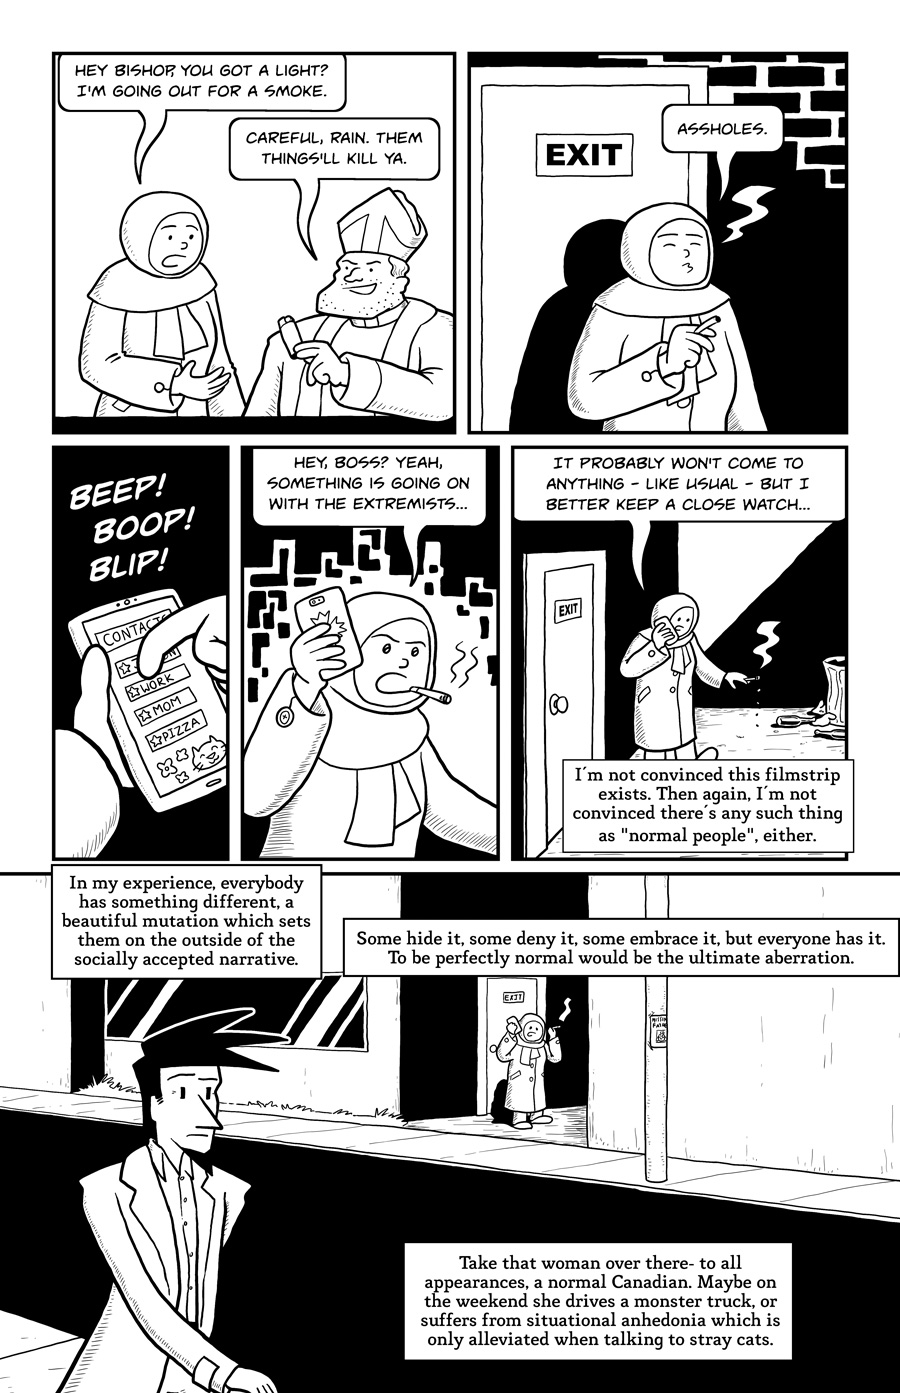 HEY BISHOP, YOU GOT A LIGHT?
I'M GOING OUT FOR A SMOKE.
CAREFUL, RAIN. THEM
THINGS'LL KILL YA.
EXIT
ASSHOLES.
BEEP!
BOOP!
BLIP!
CONTACTS
WORK
MOM
PIZZA
HEY, BOSS? YEAH,
SOMETHING IS GOING ON
WITH THE EXTREMISTS...
IT PROBABLY WON'T COME TO
ANYTHING - LIKE USUAL - BUT I
BETTER KEEP A CLOSE WATCH...
EXIT
I´m not convinced this filmstrip
exists. Then again, I´m not
convinced there´s any such thing
as "normal people", either.
In my experience, everybody
has something different, a
beautiful mutation which sets
them on the outside of the
socially accepted narrative.
Some hide it, some deny it, some embrace it, but everyone has it.
To be perfectly normal would be the ultimate aberration.
EXIT
Take that woman over there- to all
appearances, a normal Canadian. Maybe on
the weekend she drives a monster truck, or
suffers from situational anhedonia which is
only alleviated when talking to stray cats.